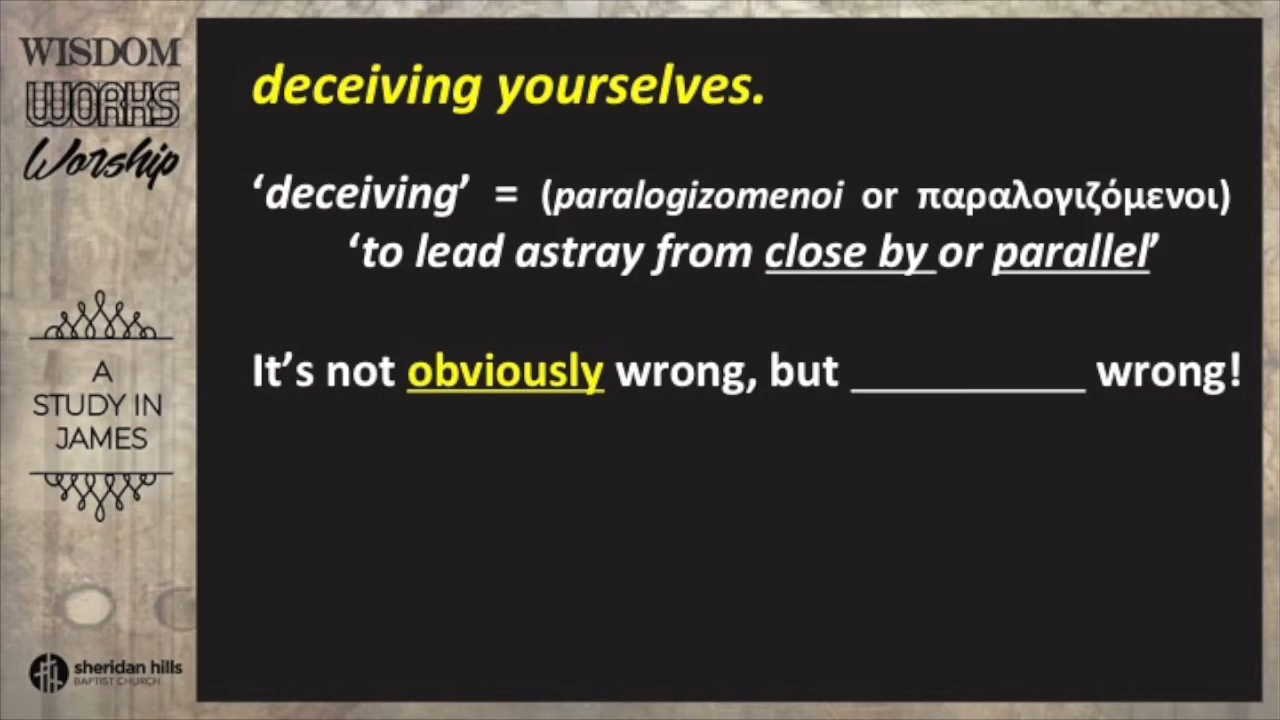 WISDOM
WORKS
Worship
A
STUDY IN
JAMES
sheridan hills
BAPTIST CHURCH
deceiving yourselves.
‘deceiving’ = (paralogizomenoi or παραλογιζόμενοι)
‘to lead astray from close by or parallel’
It’s not obviously wrong, but __________ wrong!